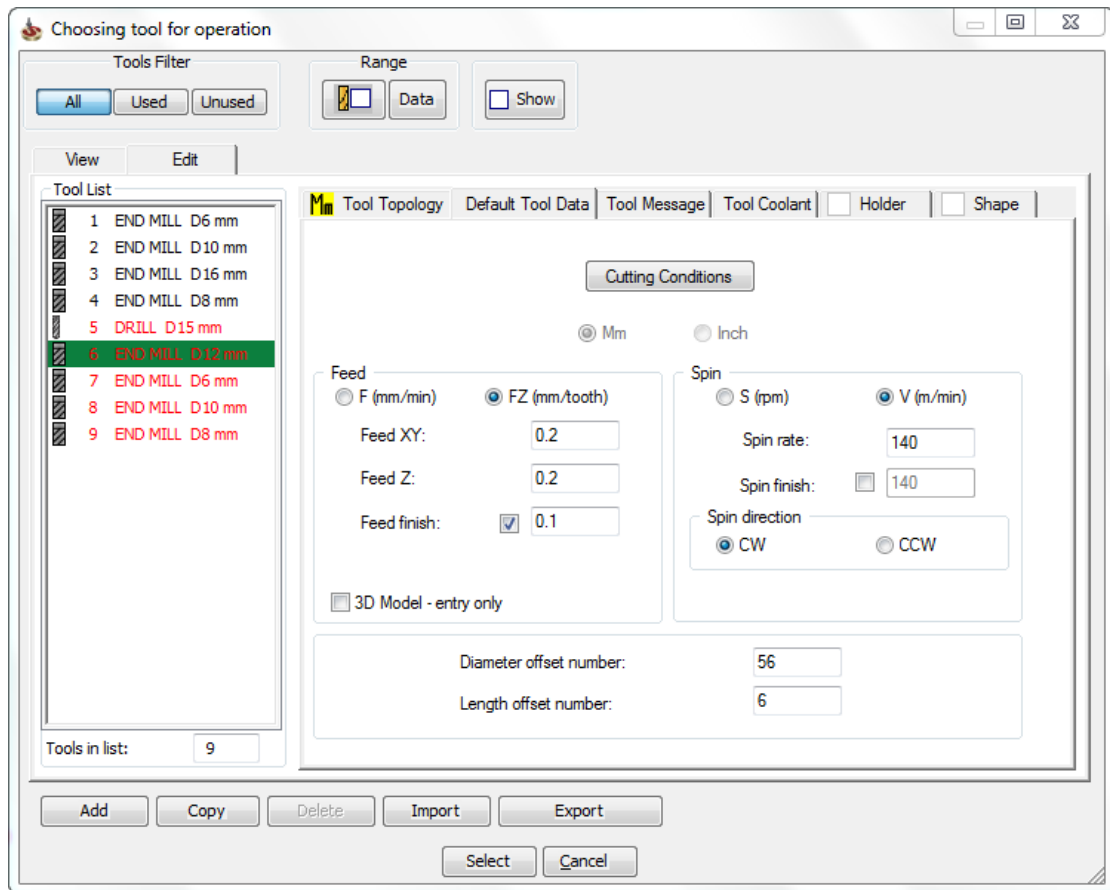 Choosing tool for operation
Tools Filter
Range
All Used Unused
Data
Show
View Edit
Tool List
1 END MILL D6 mm
2 END MILL D10 mm
3 END MILL D16 mm
4 END MILL D8 mm
5 DRILL D15 mm
6 END MILL D12 mm
7 END MILL D6 mm
8 END MILL D10 mm
9 END MILL D8 mm
Tools in list: 9
Mm Tool Topology Default Tool Data Tool Message Tool Coolant Holder Shape
Cutting Conditions
Mm Inch
Feed
F (mm/min) FZ (mm/tooth)
Feed XY: 0.2
Feed Z: 0.2
Feed finish: 0.1
3D Model - entry only
Spin
S (rpm) V (m/min)
Spin rate: 140
Spin finish: 140
Spin direction
CW CCW
Diameter offset number: 56
Length offset number: 6
Add Copy Delete Import Export
Select Cancel